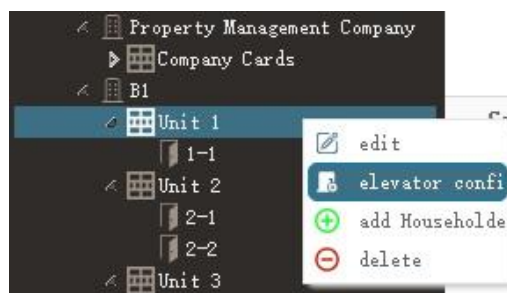 Property Management Company
Company Cards
B1
Unit 1
1-1
Unit 2
2-1
2-2
Unit 3
edit
elevator confi
add Householde
delete